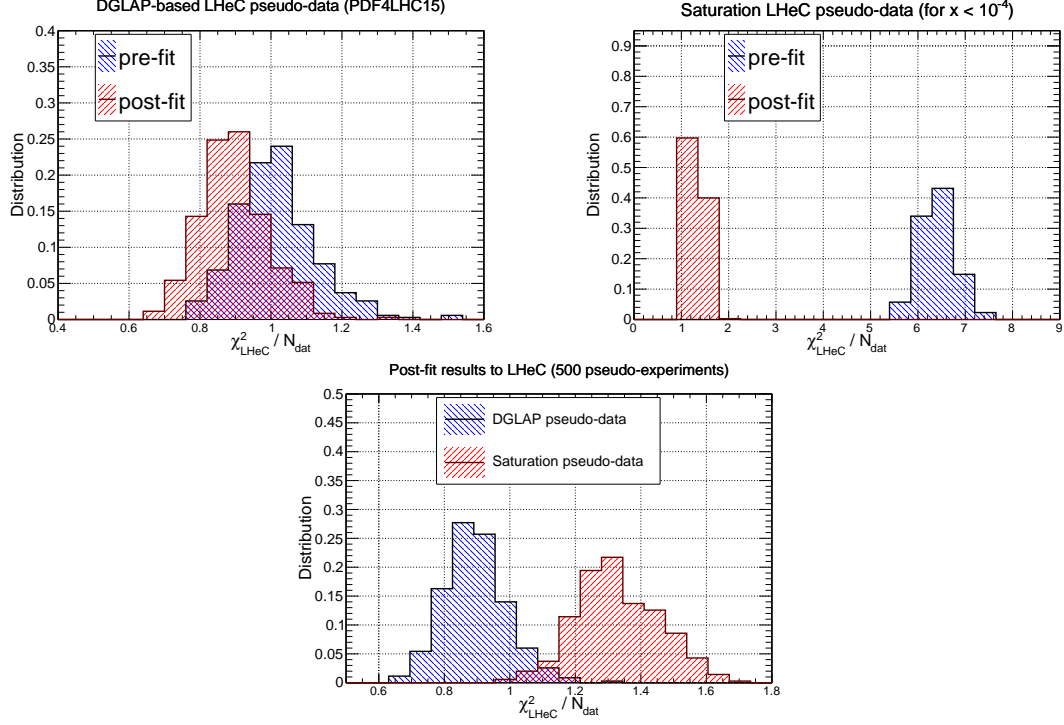 DGLAP-based LHeC pseudo-data (PDF4LHC15)
0.4
0.35
0.3
0.25
0.2
0.15
0.1
0.05
0
Distribution
pre-fit
post-fit
0.4 0.6 0.8 1 1.2 1.4 1.6
χ²_LHeC / N_dat
Saturation LHeC pseudo-data (for x < 10⁻⁴)
0.9
0.8
0.7
0.6
0.5
0.4
0.3
0.2
0.1
0
Distribution
pre-fit
post-fit
0 1 2 3 4 5 6 7 8 9
χ²_LHeC / N_dat
Post-fit results to LHeC (500 pseudo-experiments)
0.5
0.45
0.4
0.35
0.3
0.25
0.2
0.15
0.1
0.05
0
Distribution
DGLAP pseudo-data
Saturation pseudo-data
0.6 0.8 1 1.2 1.4 1.6 1.8
χ²_LHeC / N_dat